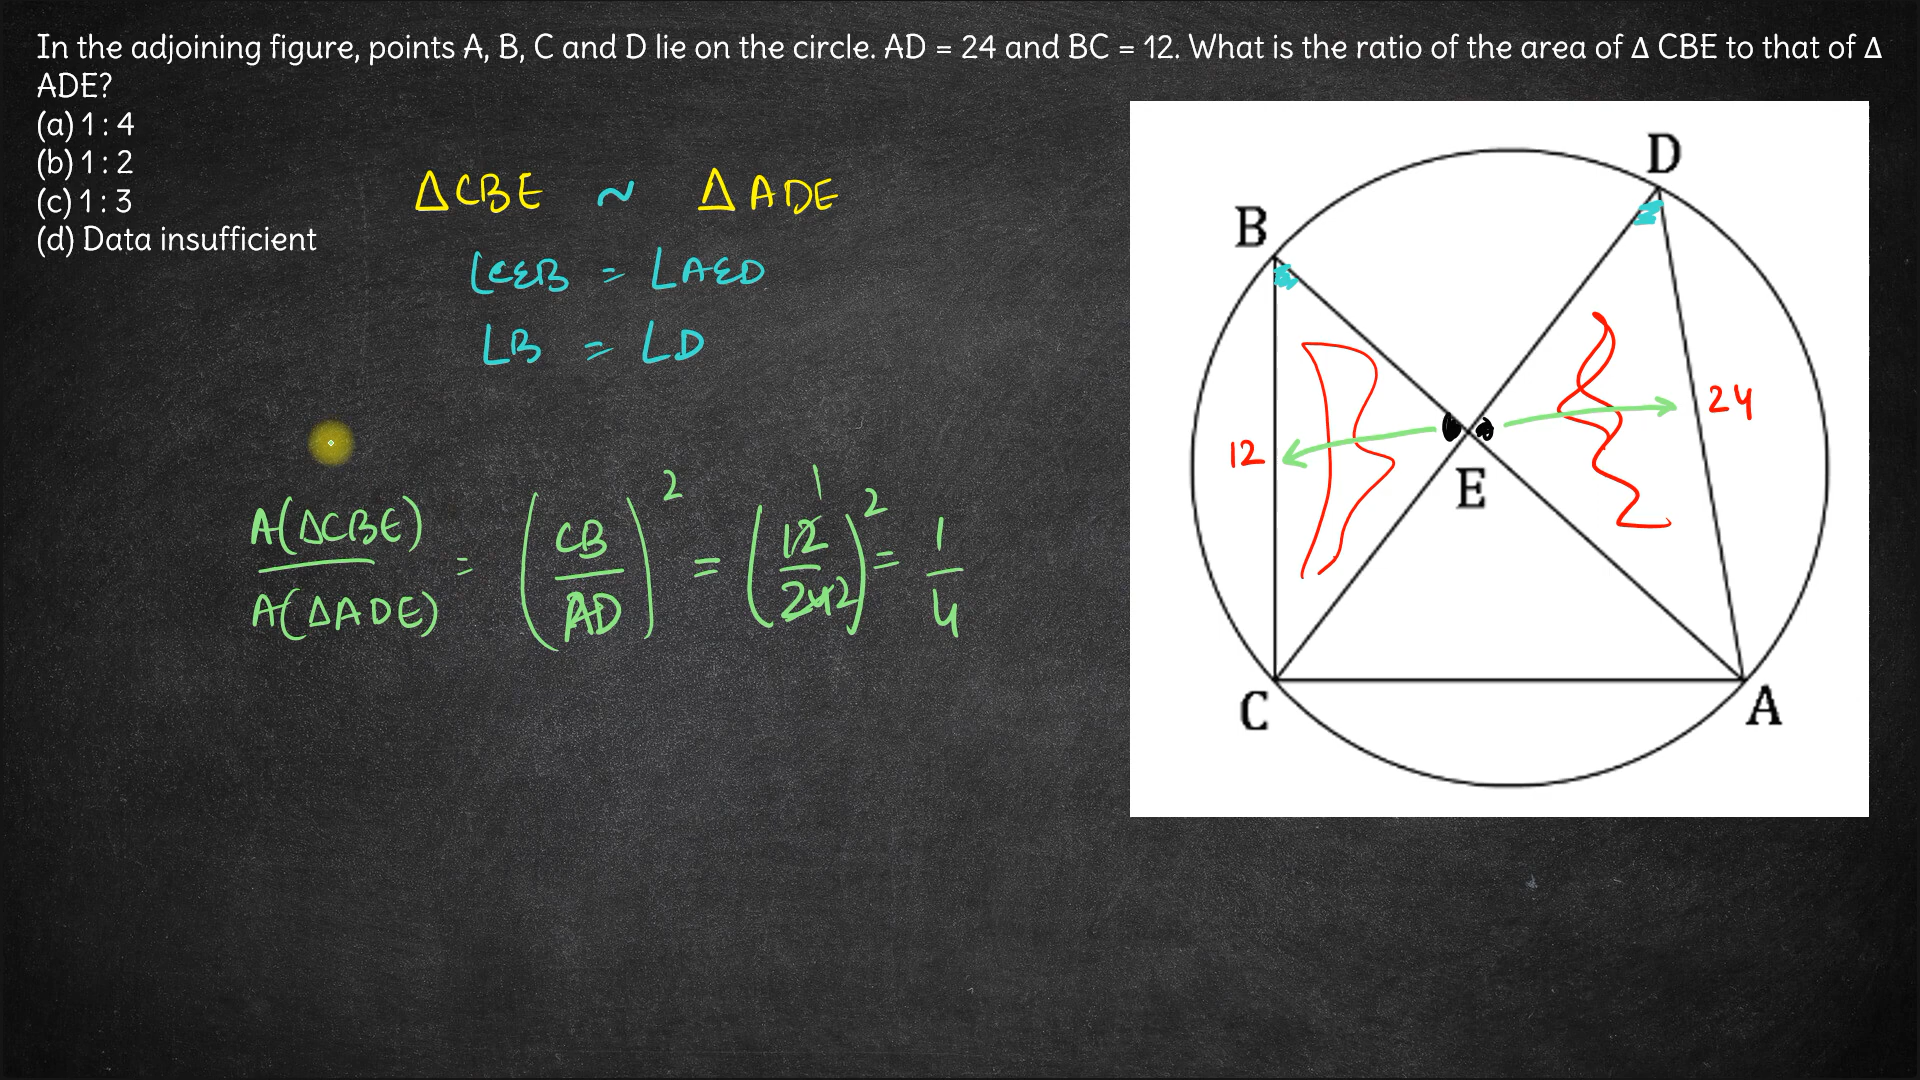 In the adjoining figure, points A, B, C and D lie on the circle. AD = 24 and BC = 12. What is the ratio of the area of Δ CBE to that of Δ
ADE?
(a) 1 : 4
(b) 1 : 2
(c) 1 : 3
(d) Data insufficient
ΔCBE ~ ΔADE
∠CEB = ∠AED
∠B = ∠D
A(ΔCBE)/A(ΔADE) = (CB/AD)² = (12/24)² = 1/4
1
2
D
B
24
12
E
C
A